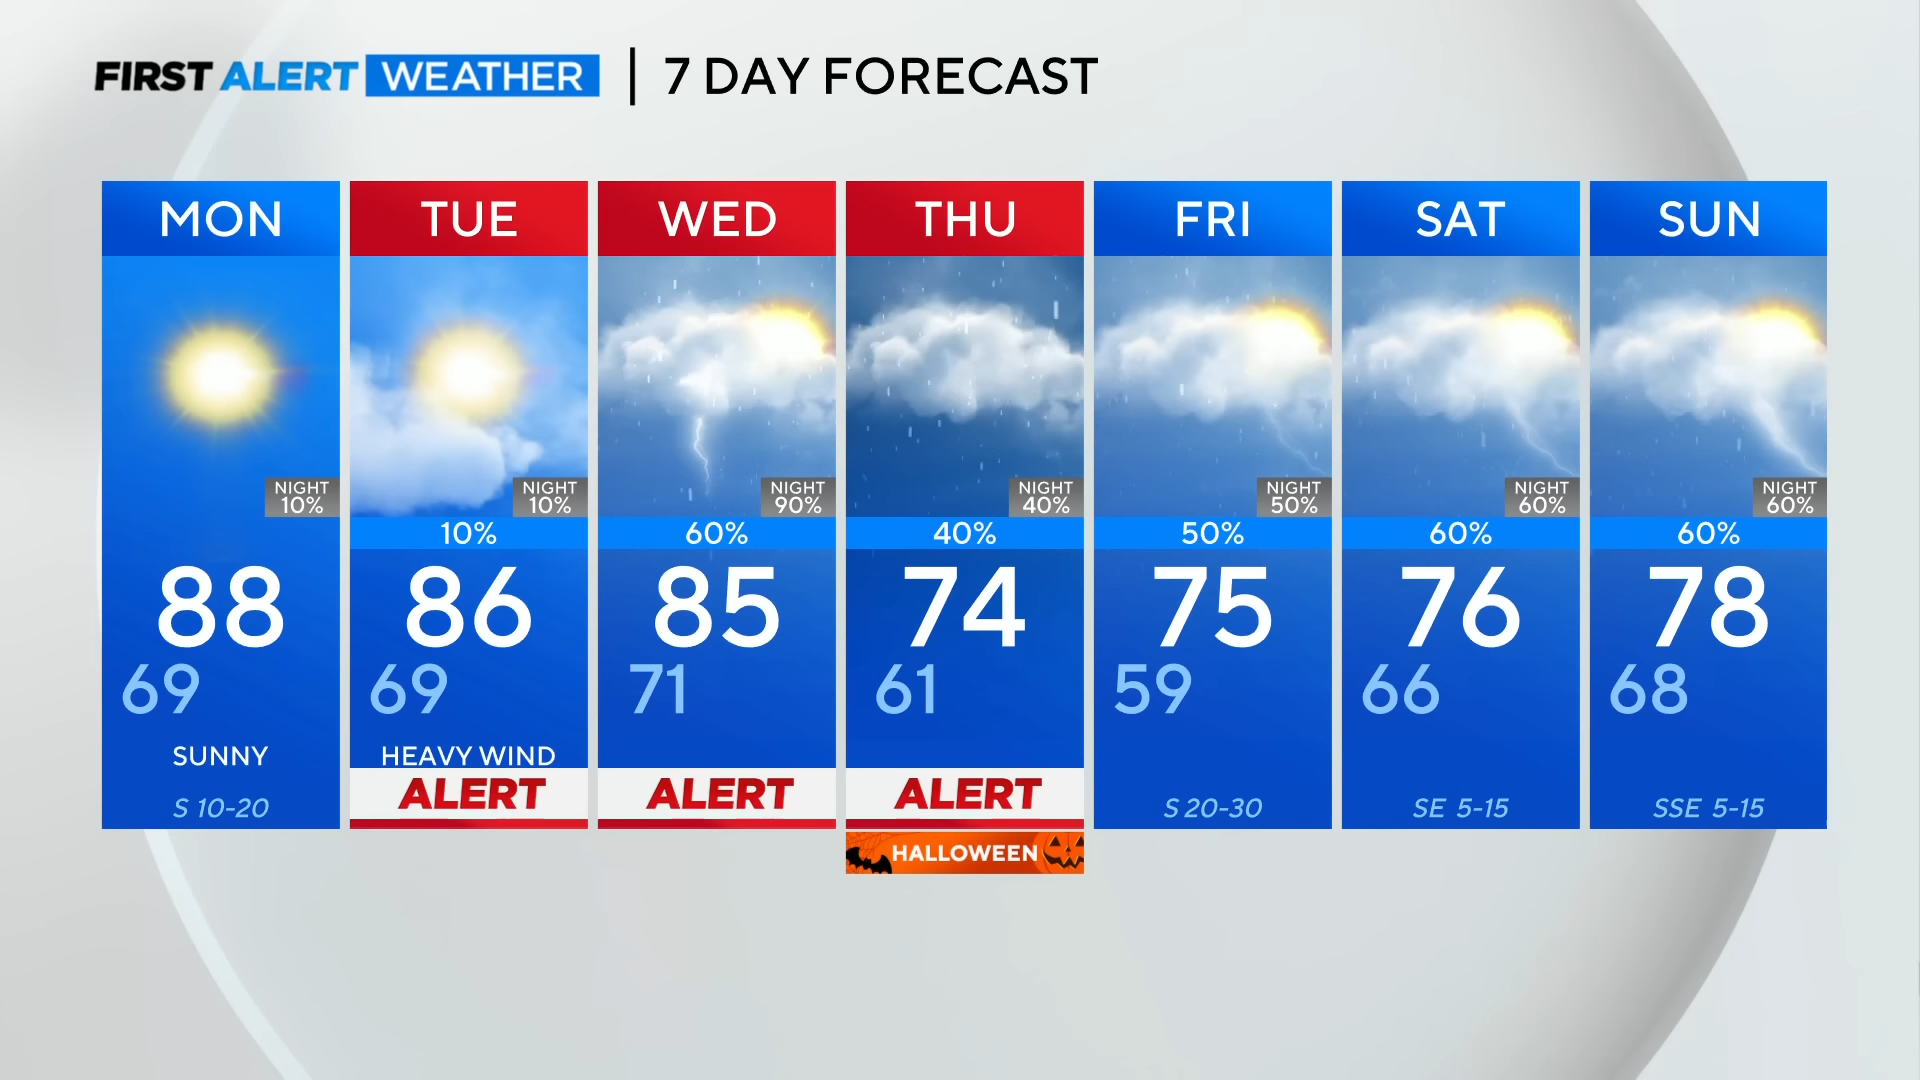 FIRST ALERT WEATHER | 7 DAY FORECAST
MON
NIGHT
10%
88
69
SUNNY
S 10-20
TUE
NIGHT
10%
10%
86
69
HEAVY WIND
ALERT
WED
NIGHT
90%
60%
85
71
ALERT
THU
NIGHT
40%
40%
74
61
ALERT
HALLOWEEN
FRI
NIGHT
50%
50%
75
59
S 20-30
SAT
NIGHT
60%
60%
76
66
SE 5-15
SUN
NIGHT
60%
60%
78
68
SSE 5-15